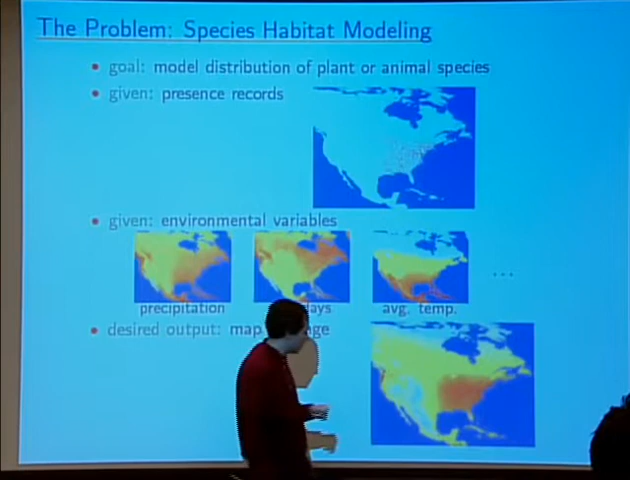 The Problem: Species Habitat Modeling
• goal: model distribution of plant or animal species
• given: presence records
• given: environmental variables
...
precipitation days avg. temp.
• desired output: map